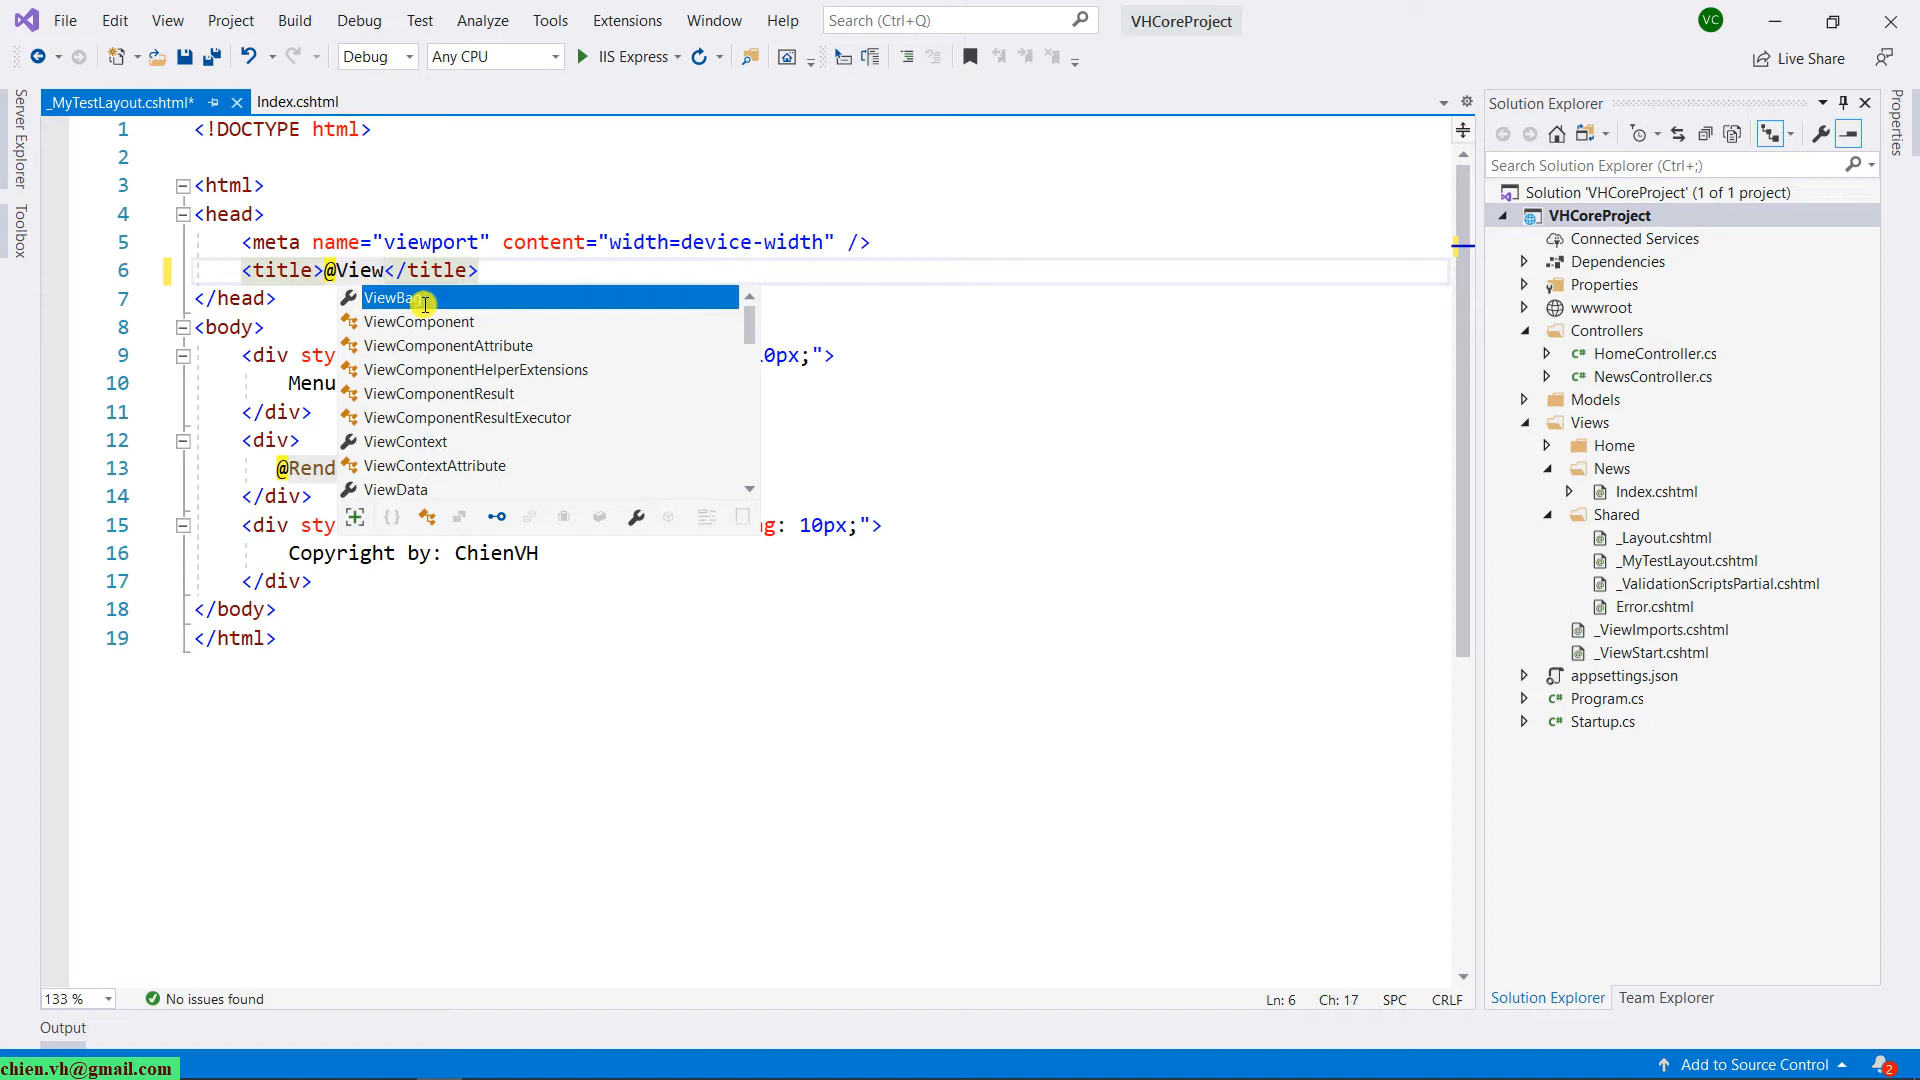 File Edit View Project Build Debug Test Analyze Tools Extensions Window Help Search (Ctrl+Q) VHCoreProject VC
Debug Any CPU IIS Express Live Share
Server Explorer
Toolbox
_MyTestLayout.cshtml* Index.cshtml
1 <!DOCTYPE html>
2
3 <html>
4 <head>
5 <meta name="viewport" content="width=device-width" />
6 <title>@View</title>
7 </head>
8 <body>
9 <div sty 10px;">
10 Menu
11 </div>
12 <div>
13 @Rend
14 </div>
15 <div sty g: 10px;">
16 Copyright by: ChienVH
17 </div>
18 </body>
19 </html>
ViewBag
ViewComponent
ViewComponentAttribute
ViewComponentHelperExtensions
ViewComponentResult
ViewComponentResultExecutor
ViewContext
ViewContextAttribute
ViewData
133 % No issues found Ln: 6 Ch: 17 SPC CRLF
Output
Solution Explorer
Search Solution Explorer (Ctrl+;)
Solution 'VHCoreProject' (1 of 1 project)
VHCoreProject
Connected Services
Dependencies
Properties
wwwroot
Controllers
C# HomeController.cs
C# NewsController.cs
Models
Views
Home
News
Index.cshtml
Shared
_Layout.cshtml
_MyTestLayout.cshtml
_ValidationScriptsPartial.cshtml
Error.cshtml
_ViewImports.cshtml
_ViewStart.cshtml
appsettings.json
C# Program.cs
C# Startup.cs
Solution Explorer Team Explorer
Properties
chien.vh@gmail.com
Add to Source Control 2